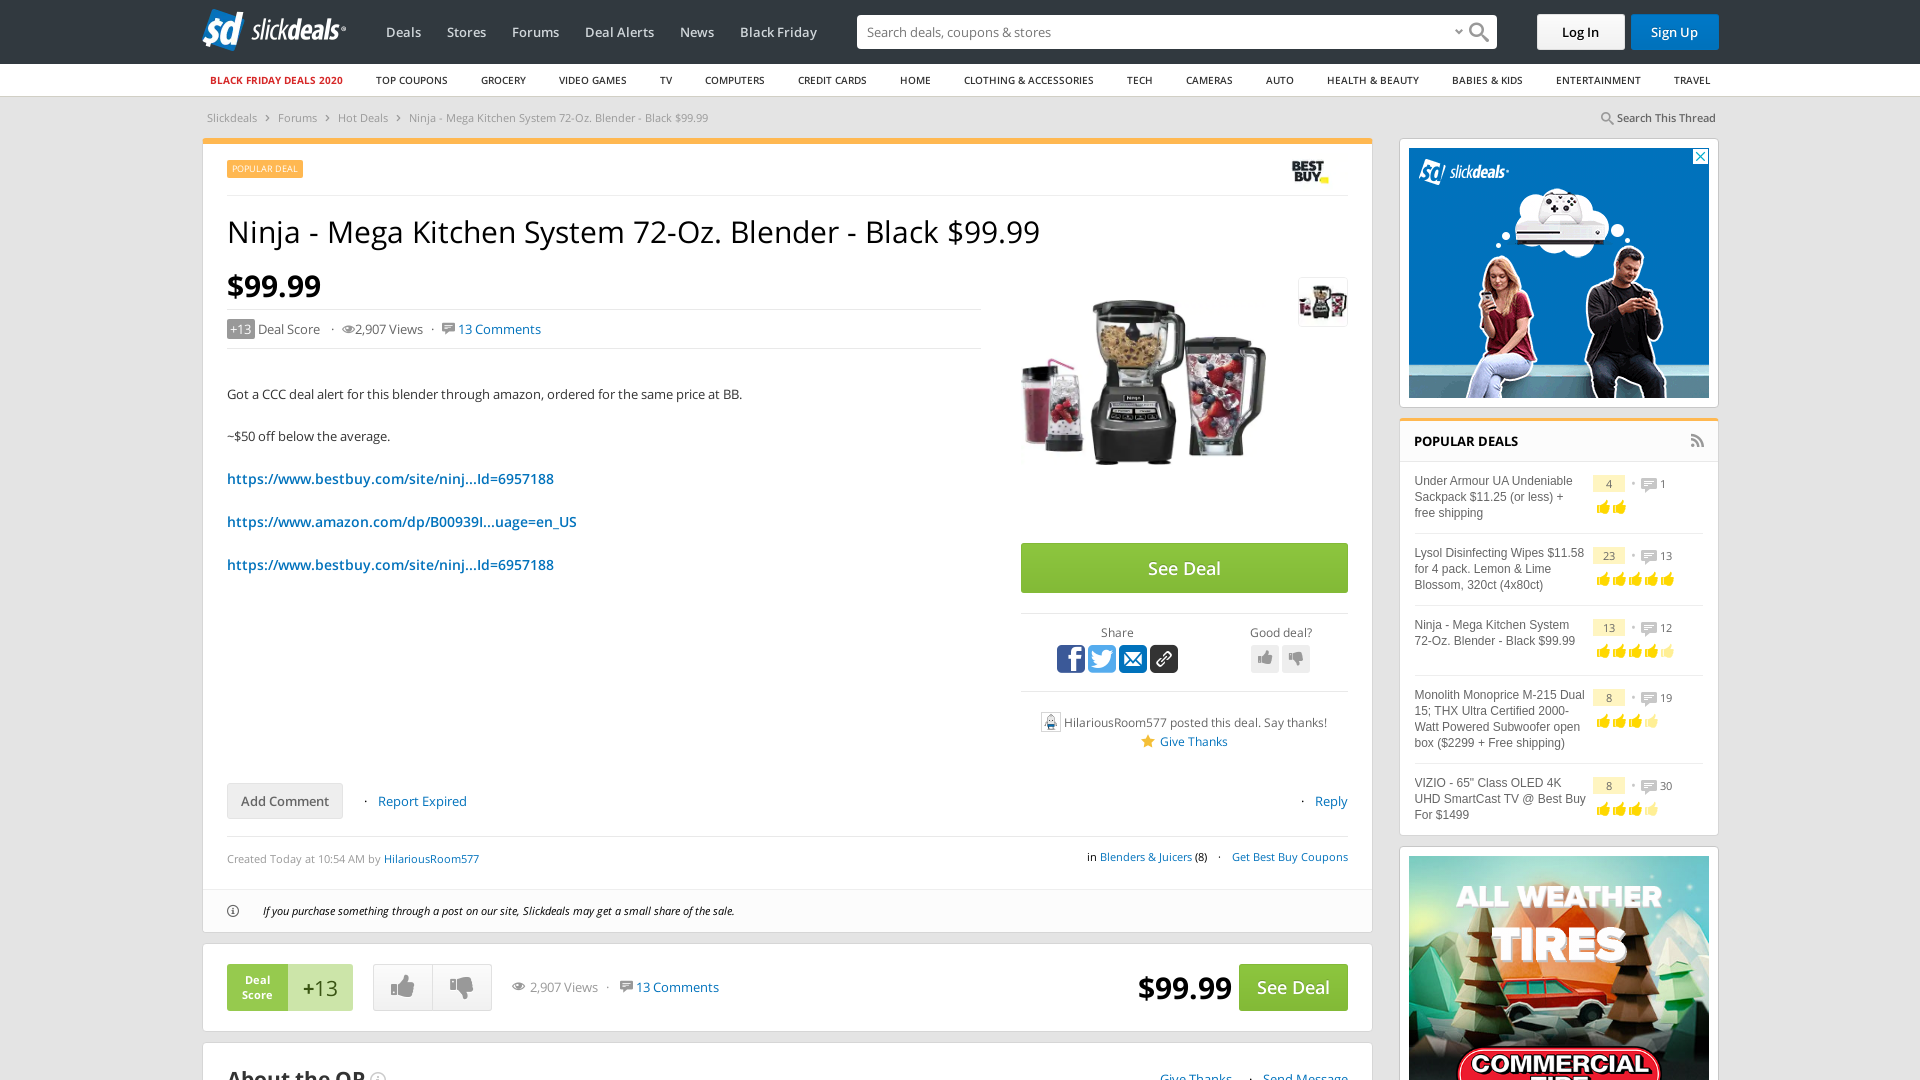 slickdeals
Deals
Stores
Forums
Deal Alerts
News
Black Friday
Search deals, coupons & stores
Log In
Sign Up
BLACK FRIDAY DEALS 2020
TOP COUPONS
GROCERY
VIDEO GAMES
TV
COMPUTERS
CREDIT CARDS
HOME
CLOTHING & ACCESSORIES
TECH
CAMERAS
AUTO
HEALTH & BEAUTY
BABIES & KIDS
ENTERTAINMENT
TRAVEL
Slickdeals › Forums › Hot Deals › Ninja - Mega Kitchen System 72-Oz. Blender - Black $99.99
Search This Thread
POPULAR DEAL
BEST
BUY
Ninja - Mega Kitchen System 72-Oz. Blender - Black $99.99
$99.99
+13 Deal Score · 2,907 Views · 13 Comments
Got a CCC deal alert for this blender through amazon, ordered for the same price at BB.
~$50 off below the average.
https://www.bestbuy.com/site/ninj...Id=6957188
https://www.amazon.com/dp/B00939I...uage=en_US
https://www.bestbuy.com/site/ninj...Id=6957188
See Deal
Share
Good deal?
HilariousRoom577 posted this deal. Say thanks!
Give Thanks
Add Comment
· Report Expired
· Reply
Created Today at 10:54 AM by HilariousRoom577
in Blenders & Juicers (8) · Get Best Buy Coupons
If you purchase something through a post on our site, Slickdeals may get a small share of the sale.
Deal
Score
+13
2,907 Views · 13 Comments
$99.99
See Deal
About the OP
Give Thanks · Send Message
slickdeals
POPULAR DEALS
Under Armour UA Undeniable
Sackpack $11.25 (or less) +
free shipping
4 • 1
Lysol Disinfecting Wipes $11.58
for 4 pack. Lemon & Lime
Blossom, 320ct (4x80ct)
23 • 13
Ninja - Mega Kitchen System
72-Oz. Blender - Black $99.99
13 • 12
Monolith Monoprice M-215 Dual
15; THX Ultra Certified 2000-
Watt Powered Subwoofer open
box ($2299 + Free shipping)
8 • 19
VIZIO - 65" Class OLED 4K
UHD SmartCast TV @ Best Buy
For $1499
8 • 30
ALL WEATHER
TIRES
COMMERCIAL
TIRE